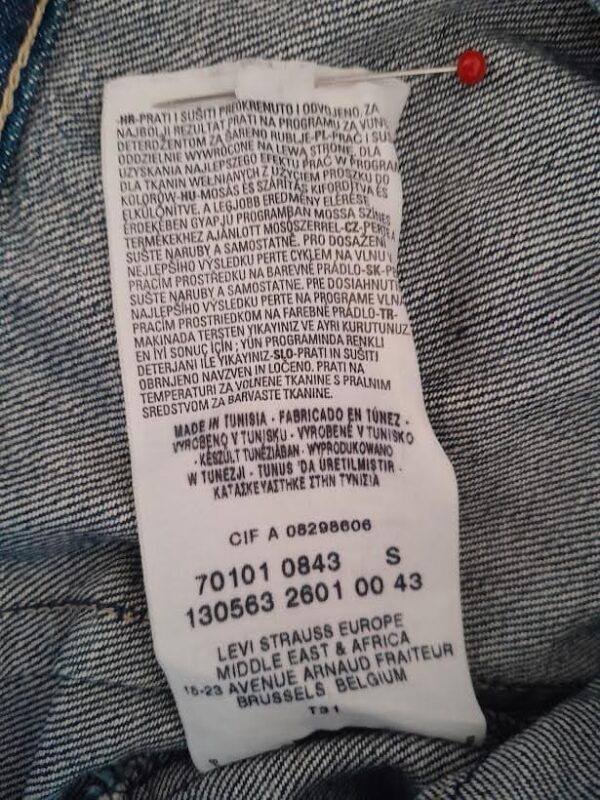 -HR-PRATI I SUŠITI PREOKRENUTO I ODVOJENO. ZA
NAJBOLJI REZULTAT PRATI NA PROGRAMU ZA VUNU
DETERDŽENTOM ZA ŠARENO RUBLJE-PL-PRAĆ I SUS
ODDZIELNIE WYWRÓCONE NA LEWĄ STRONĘ. DLA
UZYSKANIA NAJLEPSZEGO EFEKTU PRAĆ W PROGRAM
DLA TKANIN WEŁNIANYCH Z UŻYCIEM PROSZKU DO
KOLORÓW-HU-MOSÁS ÉS SZÁRÍTÁS KIFORDÍTVA ÉS
ELKÜLÖNÍTVE. A LEGJOBB EREDMÉNY ELÉRÉSE
ÉRDEKÉBEN GYAPJÚ PROGRAMBAN MOSSA SZÍNES
TERMÉKEKHEZ AJÁNLOTT MOSÓSZERREL-CZ-PERTE A
SUŠTE NARUBY A SAMOSTATNĚ. PRO DOSAŽENÍ
NEJLEPŠÍHO VÝSLEDKU PERTE CYKLEM NA VLNU V
PRACÍM PROSTŘEDKU NA BAREVNÉ PRÁDLO-SK-P
SUŠTE NARUBY A SAMOSTATNE. PRE DOSIAHNUTI
NAJLEPŠIEHO VÝSLEDKU PERTE NA PROGRAME VLNA
PRACÍM PROSTRIEDKOM NA FAREBNÉ PRÁDLO-TR-
MAKINADA TERSTEN YIKAYINIZ VE AYRI KURUTUNUZ
EN İYİ SONUÇ İÇİN ; YÜN PROGRAMINDA RENKLI
DETERJANI ILE YIKAYINIZ-SLO-PRATI IN SUŠITI
OBRNJENO NAVZVEN IN LOČENO. PRATI NA
TEMPERATURI ZA VOLNENE TKANINE S PRALNIM
SREDSTVOM ZA BARVASTE TKANINE.
MADE IN TUNISIA - FABRICADO EN TÚNEZ -
VYROBENO V TUNISKU - VYROBENÉ V TUNISKO
- KÉSZÜLT TUNÉZIÁBAN - WYPRODUKOWANO
W TUNEZJI - TUNUS 'DA ÜRETILMISTIR -
ΚΑΤΑΣΚΕΥΑΣΤΗΚΕ ΣΤΗΝ ΤΥΝΙΖΙΑ
CIF A 08298606
70101 0843 S
130563 2601 00 43
LEVI STRAUSS EUROPE
MIDDLE EAST & AFRICA
15-23 AVENUE ARNAUD FRAITEUR
BRUSSELS BELGIUM
T31